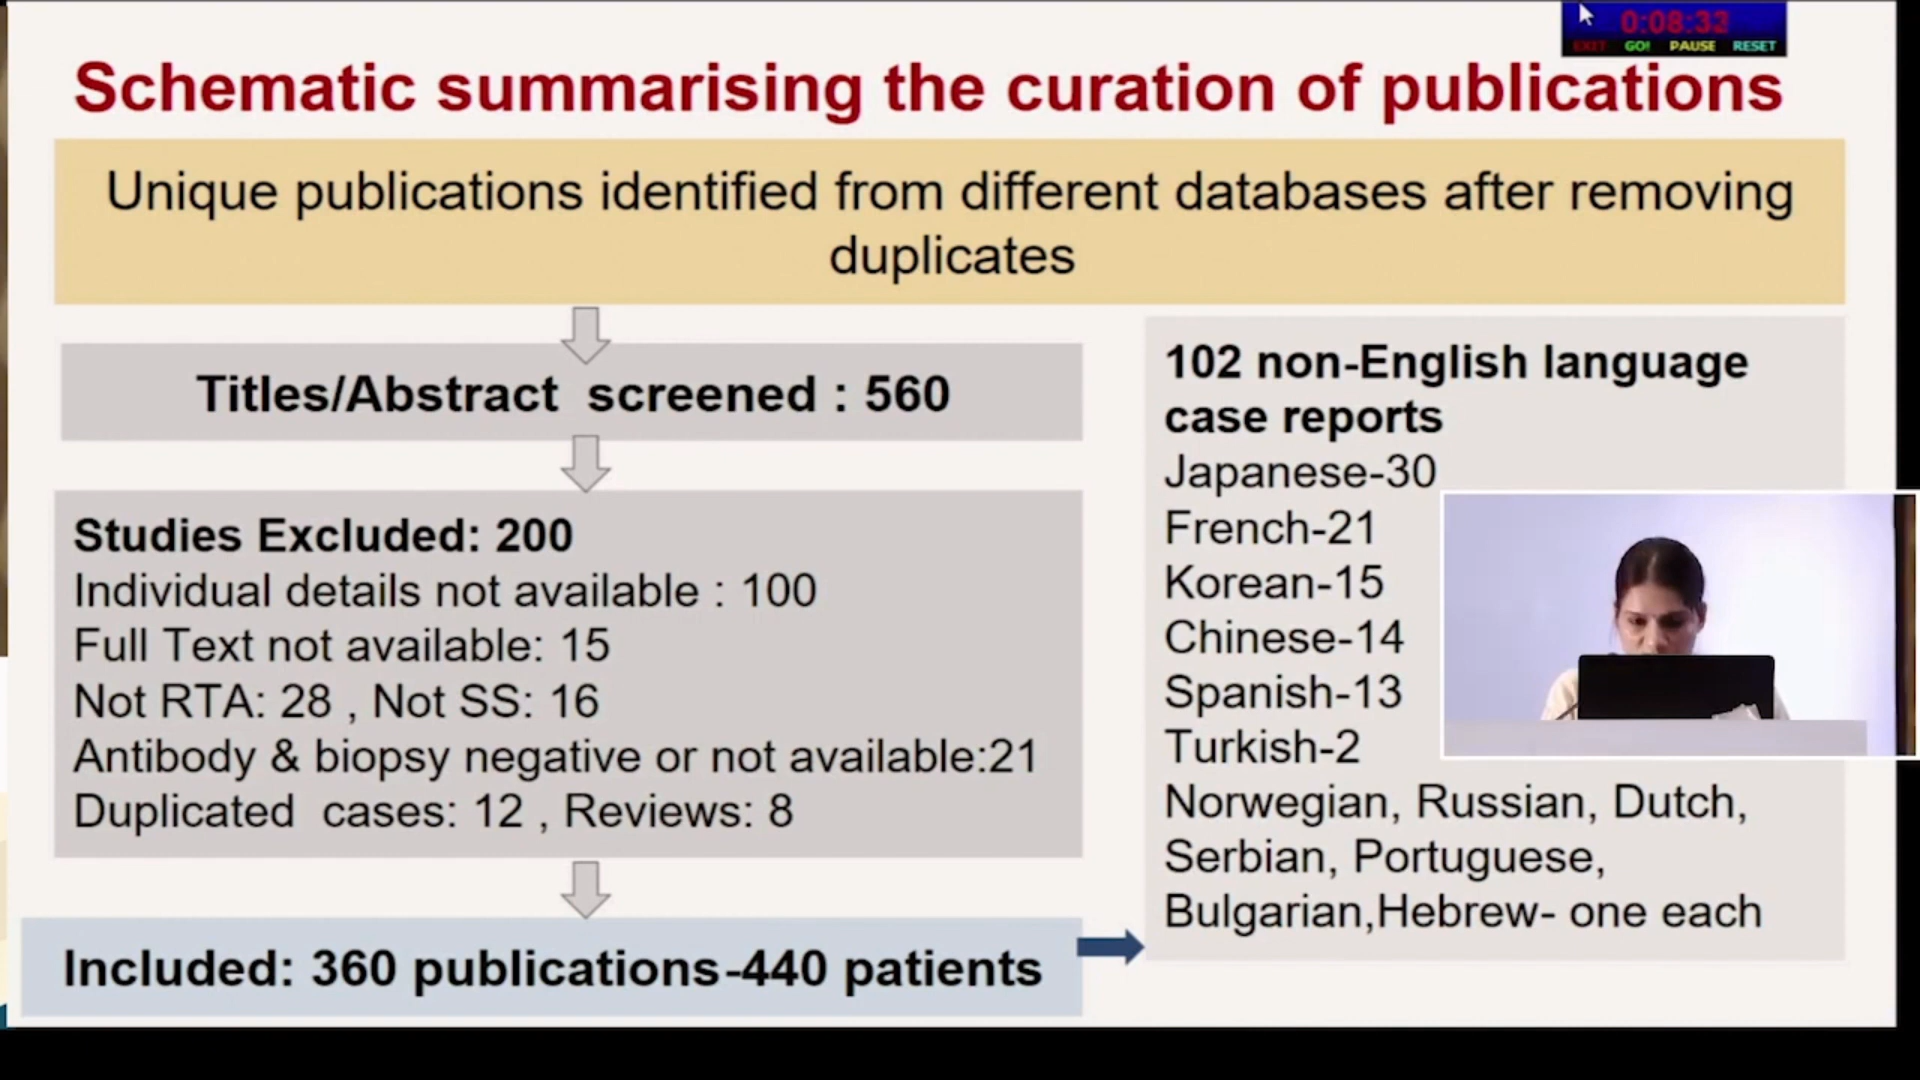 0:08:33
EXIT GO! PAUSE RESET
Schematic summarising the curation of publications
Unique publications identified from different databases after removing
duplicates
Titles/Abstract screened : 560
Studies Excluded: 200
Individual details not available : 100
Full Text not available: 15
Not RTA: 28 , Not SS: 16
Antibody & biopsy negative or not available:21
Duplicated cases: 12 , Reviews: 8
Included: 360 publications-440 patients
102 non-English language
case reports
Japanese-30
French-21
Korean-15
Chinese-14
Spanish-13
Turkish-2
Norwegian, Russian, Dutch,
Serbian, Portuguese,
Bulgarian,Hebrew- one each